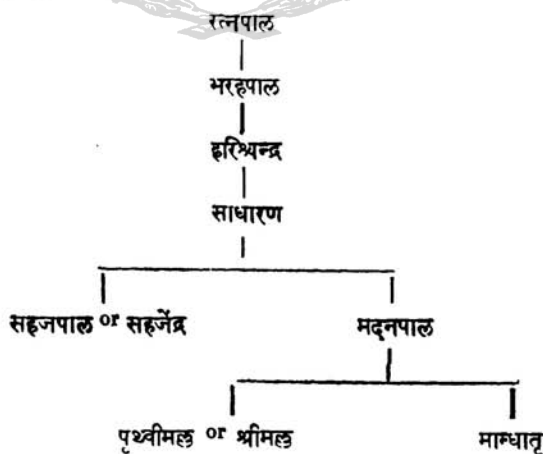 रत्नपाल
भरहपाल
हरिश्चन्द्र
साधारण
सहजपाल or सहजेंद्र मदनपाल
पृथ्वीमल्ल or श्रीमल्ल मान्धातृ